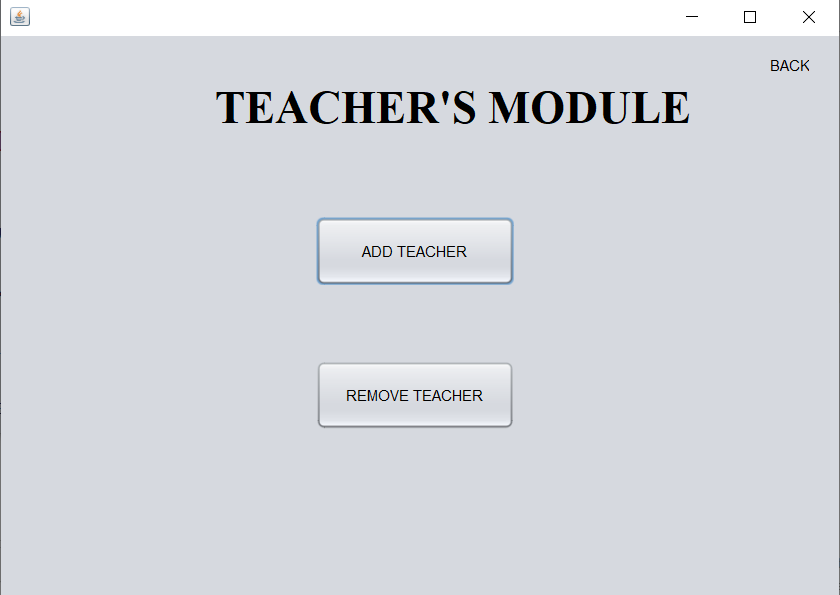 BACK
TEACHER'S MODULE
ADD TEACHER
REMOVE TEACHER